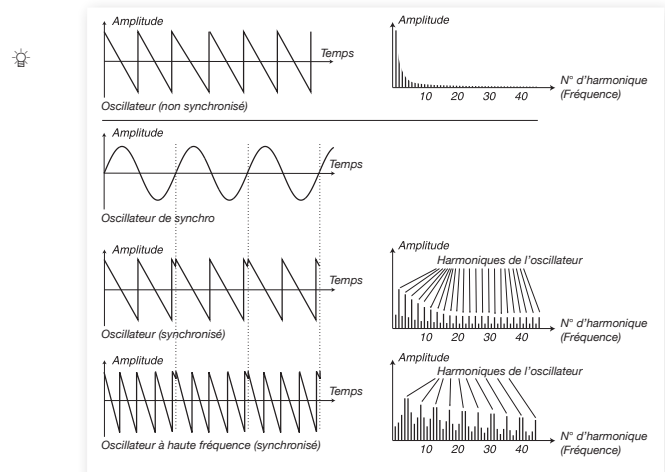 Amplitude
Temps
Oscillateur (non synchronisé)
N° d'harmonique
(Fréquence)
10 20 30 40
Amplitude
Temps
Oscillateur de synchro
Amplitude
Temps
Oscillateur (synchronisé)
Amplitude
Harmoniques de l'oscillateur
N° d'harmonique
(Fréquence)
10 20 30 40
Amplitude
Temps
Oscillateur à haute fréquence (synchronisé)
Amplitude
Harmoniques de l'oscillateur
N° d'harmonique
(Fréquence)
10 20 30 40